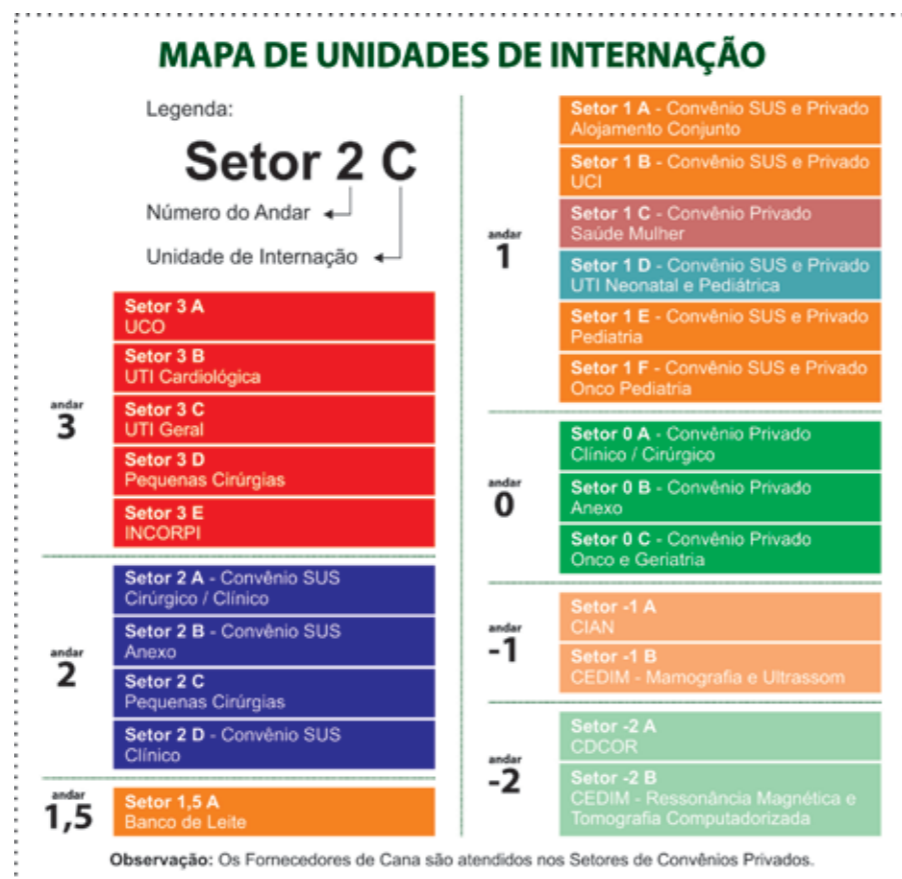 MAPA DE UNIDADES DE INTERNAÇÃO
Legenda:
Setor 2 C
Número do Andar
Unidade de Internação
andar
3
Setor 3 A
UCO
Setor 3 B
UTI Cardiológica
Setor 3 C
UTI Geral
Setor 3 D
Pequenas Cirúrgias
Setor 3 E
INCORPI
andar
2
Setor 2 A - Convênio SUS
Cirúrgico / Clínico
Setor 2 B - Convênio SUS
Anexo
Setor 2 C
Pequenas Cirúrgias
Setor 2 D - Convênio SUS
Clínico
andar
1,5
Setor 1,5 A
Banco de Leite
andar
1
Setor 1 A - Convênio SUS e Privado
Alojamento Conjunto
Setor 1 B - Convênio SUS e Privado
UCI
Setor 1 C - Convênio Privado
Saúde Mulher
Setor 1 D - Convênio SUS e Privado
UTI Neonatal e Pediátrica
Setor 1 E - Convênio SUS e Privado
Pediatria
Setor 1 F - Convênio SUS e Privado
Onco Pediatria
andar
0
Setor 0 A - Convênio Privado
Clínico / Cirúrgico
Setor 0 B - Convênio Privado
Anexo
Setor 0 C - Convênio Privado
Onco e Geriatria
andar
-1
Setor -1 A
CIAN
Setor -1 B
CEDIM - Mamografia e Ultrassom
andar
-2
Setor -2 A
CDCOR
Setor -2 B
CEDIM - Ressonância Magnética e
Tomografia Computadorizada
Observação: Os Fornecedores de Cana são atendidos nos Setores de Convênios Privados.